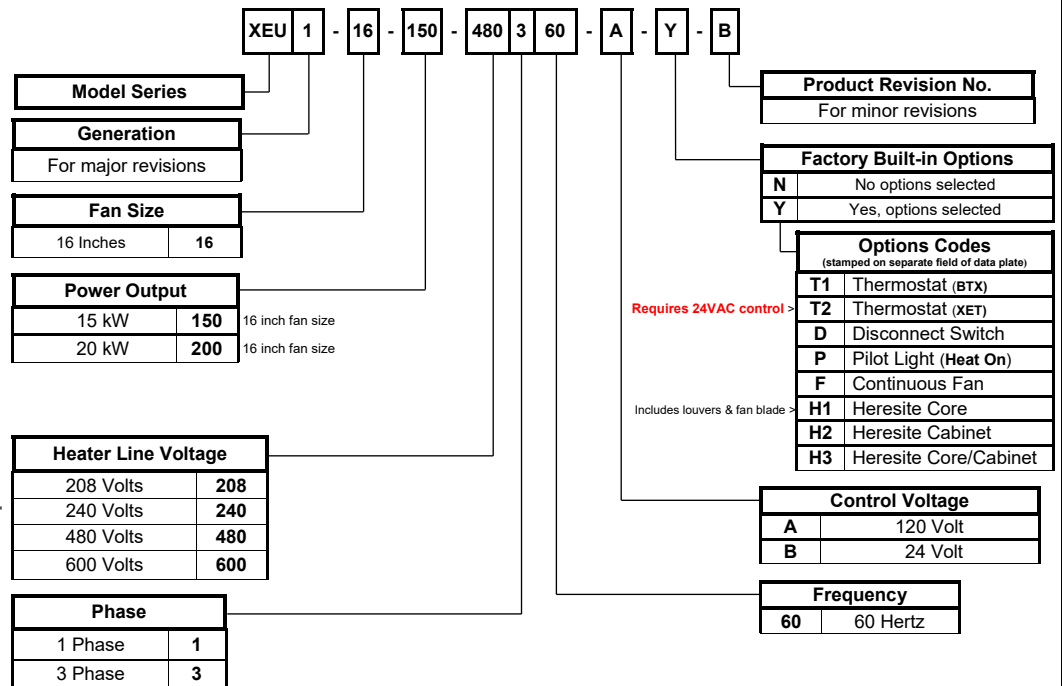 XEU 1 - 16 - 150 - 480 3 60 - A - Y - B
Model Series
Generation
For major revisions
Fan Size
16 Inches 16
Power Output
15 kW 150 16 inch fan size
20 kW 200 16 inch fan size
Heater Line Voltage
208 Volts 208
240 Volts 240
480 Volts 480
600 Volts 600
Phase
1 Phase 1
3 Phase 3
Product Revision No.
For minor revisions
Factory Built-in Options
N No options selected
Y Yes, options selected
Options Codes
(stamped on separate field of data plate)
T1 Thermostat (BTX)
Requires 24VAC control > T2 Thermostat (XET)
D Disconnect Switch
P Pilot Light (Heat On)
F Continuous Fan
Includes louvers & fan blade > H1 Heresite Core
H2 Heresite Cabinet
H3 Heresite Core/Cabinet
Control Voltage
A 120 Volt
B 24 Volt
Frequency
60 60 Hertz